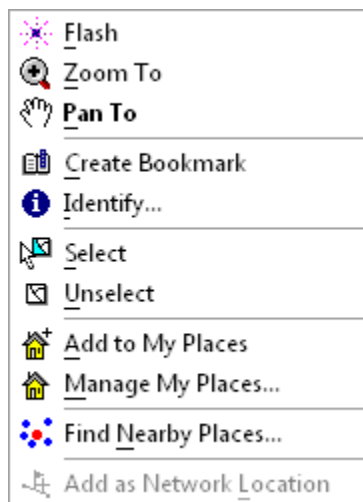 Flash
Zoom To
Pan To
Create Bookmark
Identify...
Select
Unselect
Add to My Places
Manage My Places...
Find Nearby Places...
Add as Network Location